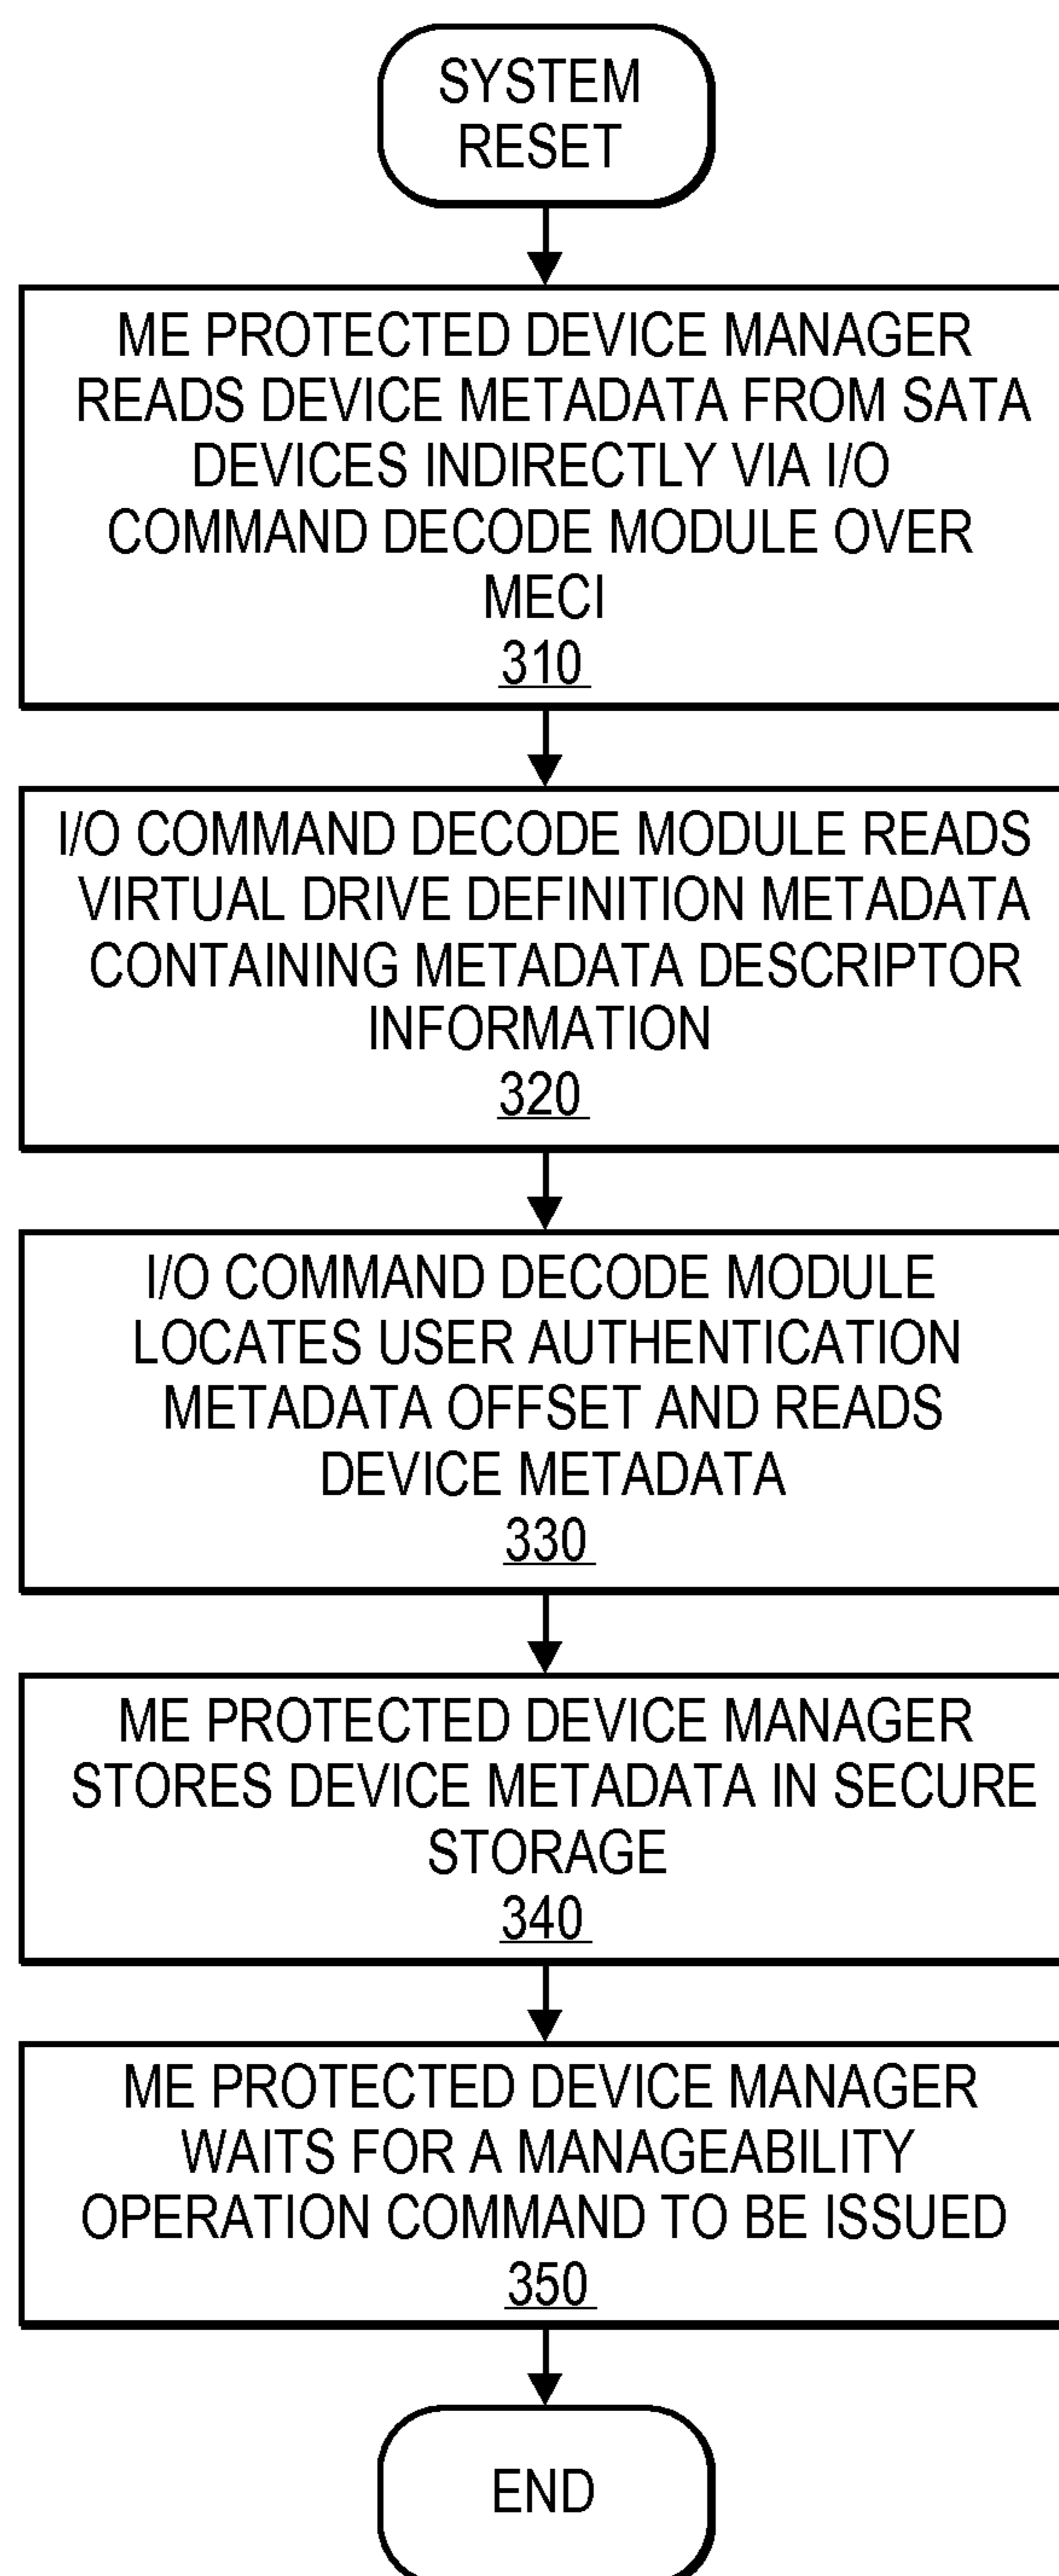 SYSTEM
RESET
ME PROTECTED DEVICE MANAGER
READS DEVICE METADATA FROM SATA
DEVICES INDIRECTLY VIA I/O
COMMAND DECODE MODULE OVER
MECI
310
I/O COMMAND DECODE MODULE READS
VIRTUAL DRIVE DEFINITION METADATA
CONTAINING METADATA DESCRIPTOR
INFORMATION
320
I/O COMMAND DECODE MODULE
LOCATES USER AUTHENTICATION
METADATA OFFSET AND READS
DEVICE METADATA
330
ME PROTECTED DEVICE MANAGER
STORES DEVICE METADATA IN SECURE
STORAGE
340
ME PROTECTED DEVICE MANAGER
WAITS FOR A MANAGEABILITY
OPERATION COMMAND TO BE ISSUED
350
END